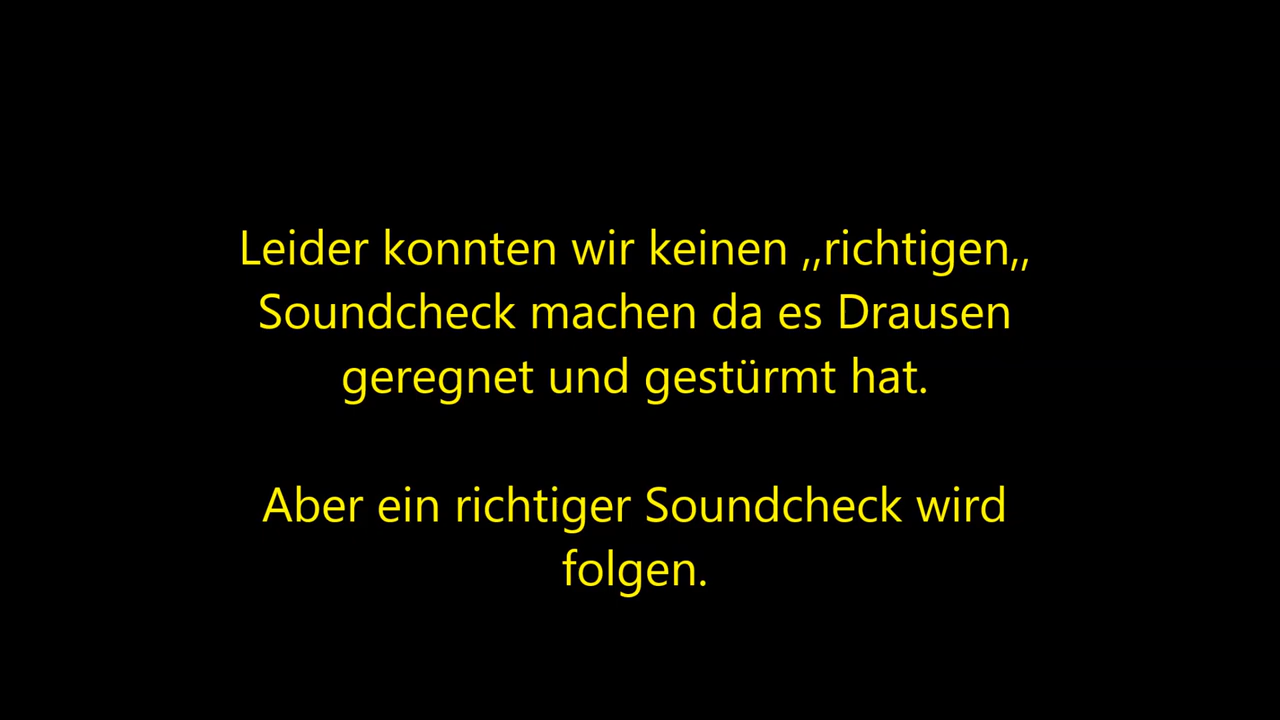 Leider konnten wir keinen ,,richtigen,,
Soundcheck machen da es Drausen
geregnet und gestürmt hat.
Aber ein richtiger Soundcheck wird
folgen.